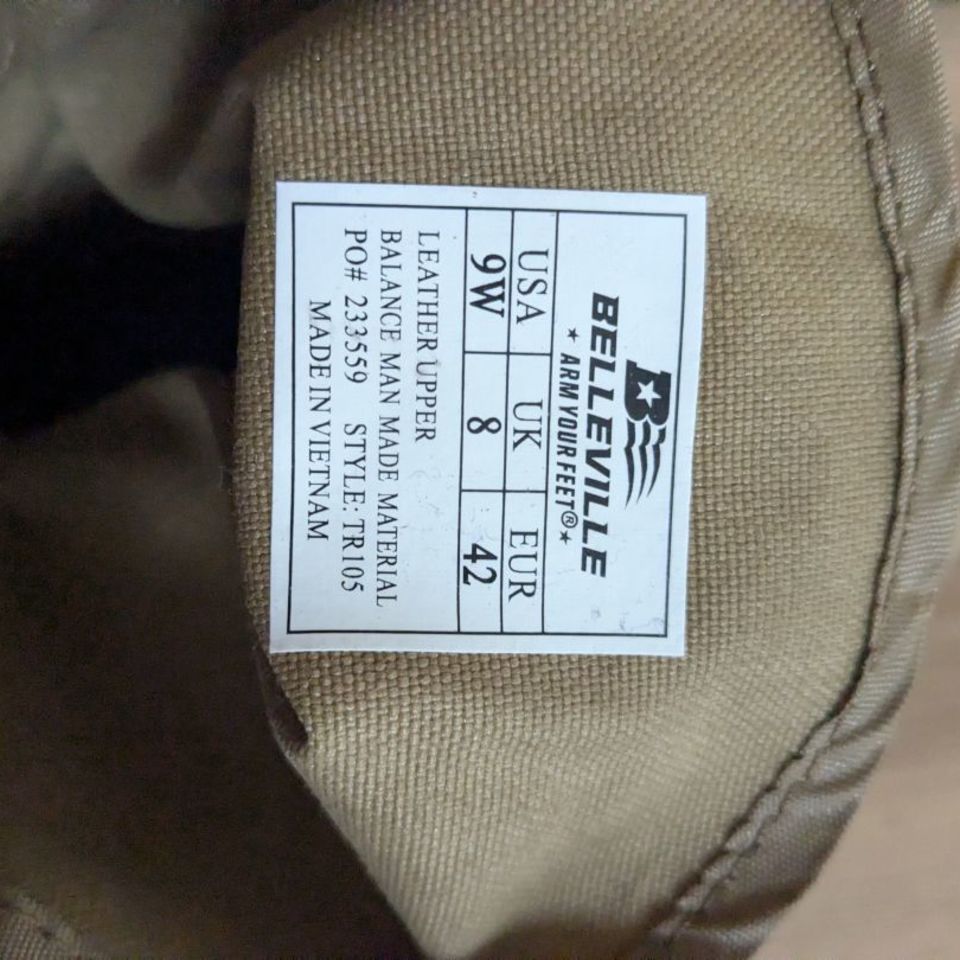 B
BELLEVILLE
★ ARM YOUR FEET®★
USA UK EUR
9W 8 42
LEATHER UPPER
BALANCE MAN MADE MATERIAL
PO# 233559 STYLE: TR105
MADE IN VIETNAM